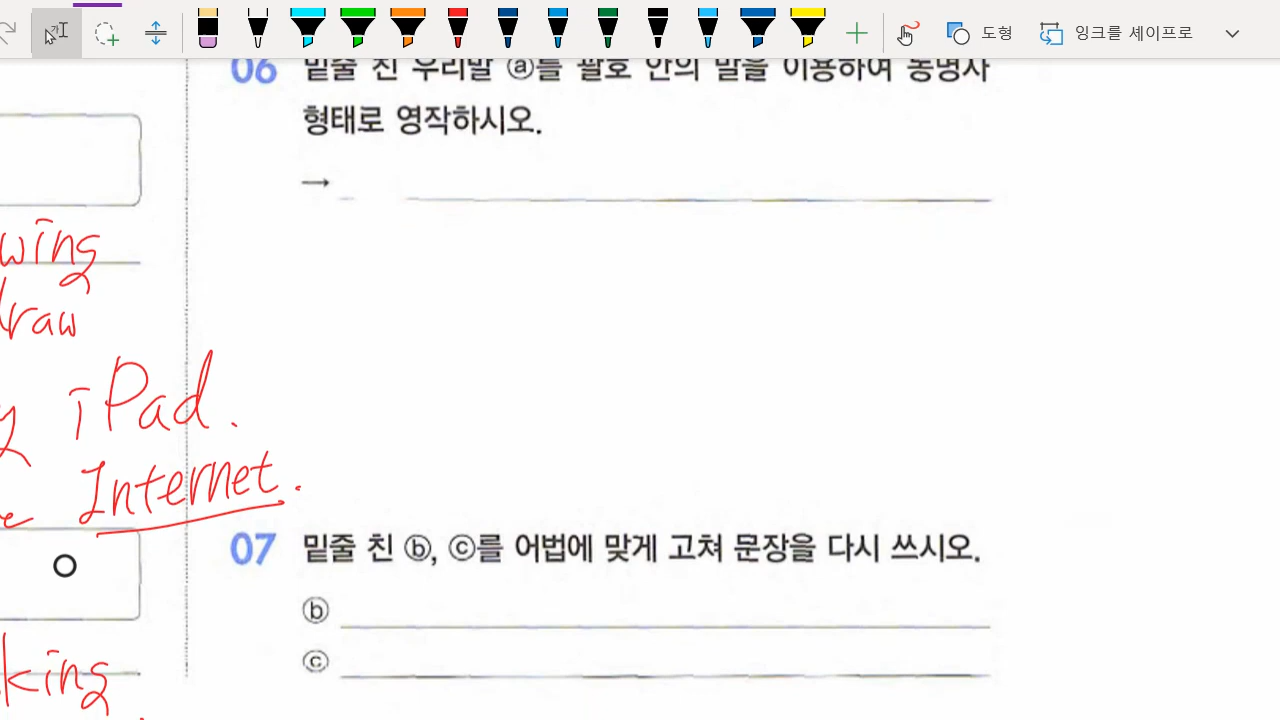 도형
잉크를 셰이프로
06 밑줄 친 우리말 ⓐ를 괄호 안의 말을 이용하여 동명사
형태로 영작하시오.
→
wing
draw
y iPad.
Internet.
O
king
07 밑줄 친 ⓑ, ⓒ를 어법에 맞게 고쳐 문장을 다시 쓰시오.
ⓑ
ⓒ